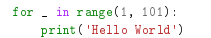 for _ in range(1, 101):
    print('Hello World')